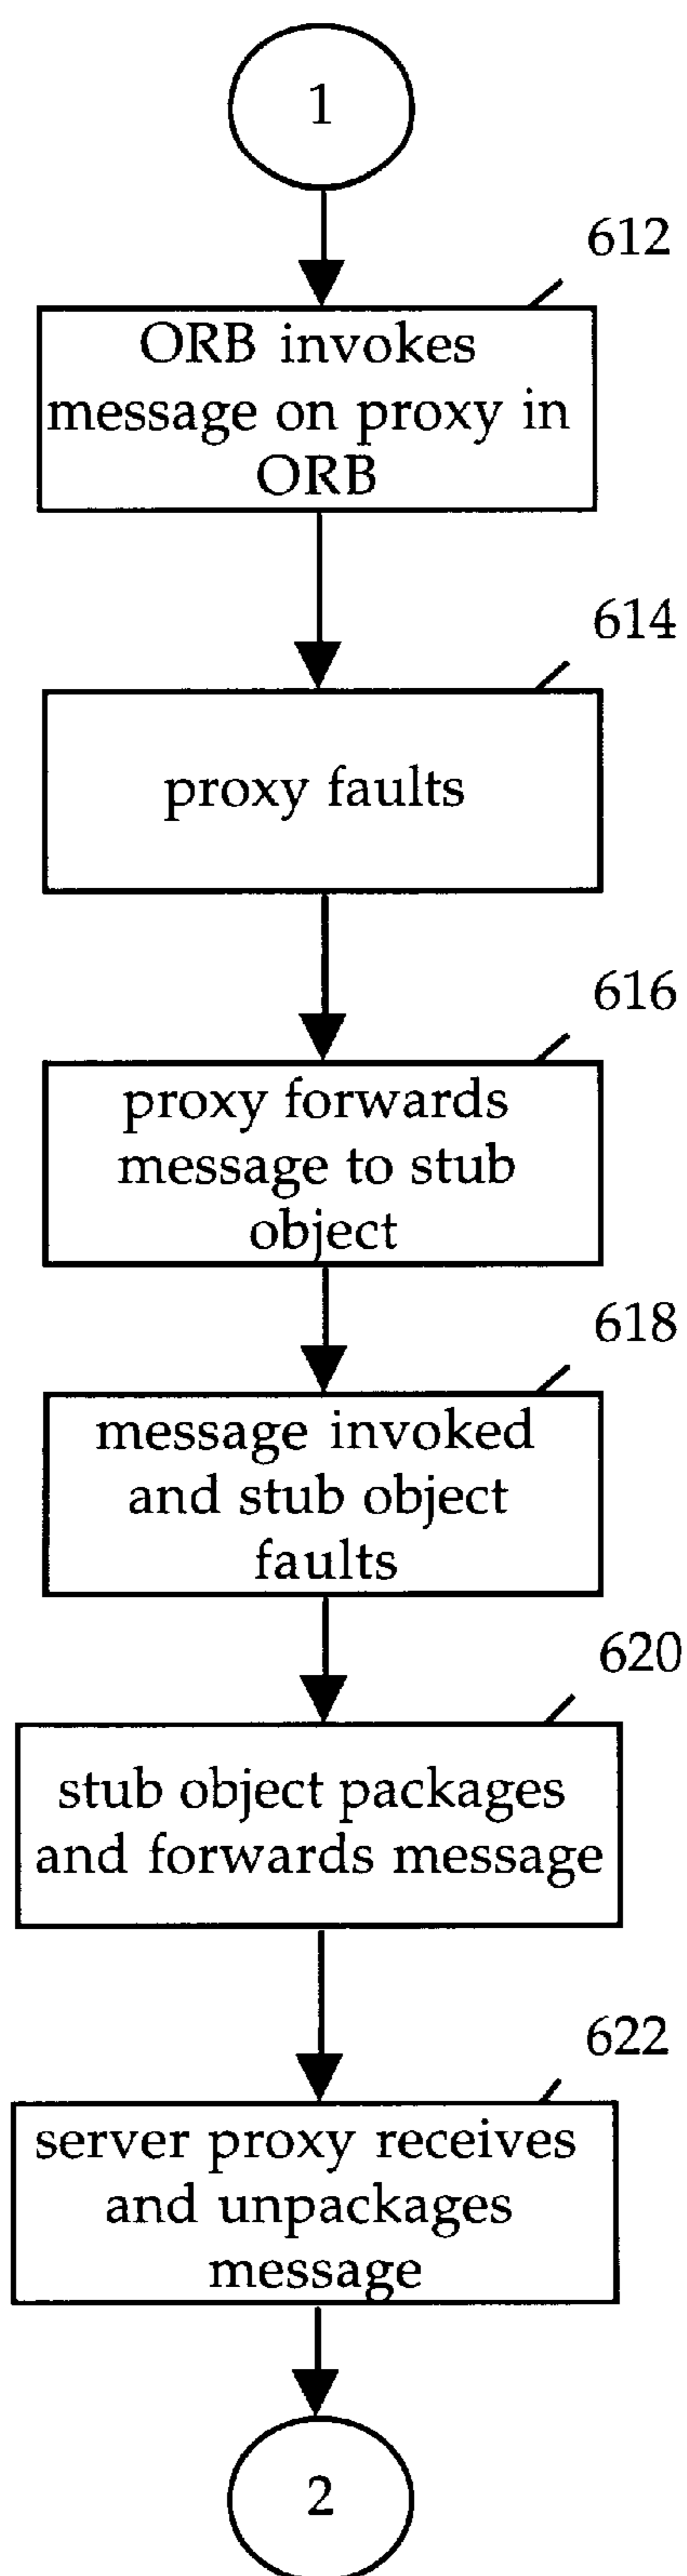 1
612
ORB invokes
message on proxy in
ORB
614
proxy faults
616
proxy forwards
message to stub
object
618
message invoked
and stub object
faults
620
stub object packages
and forwards message
622
server proxy receives
and unpackages
message
2